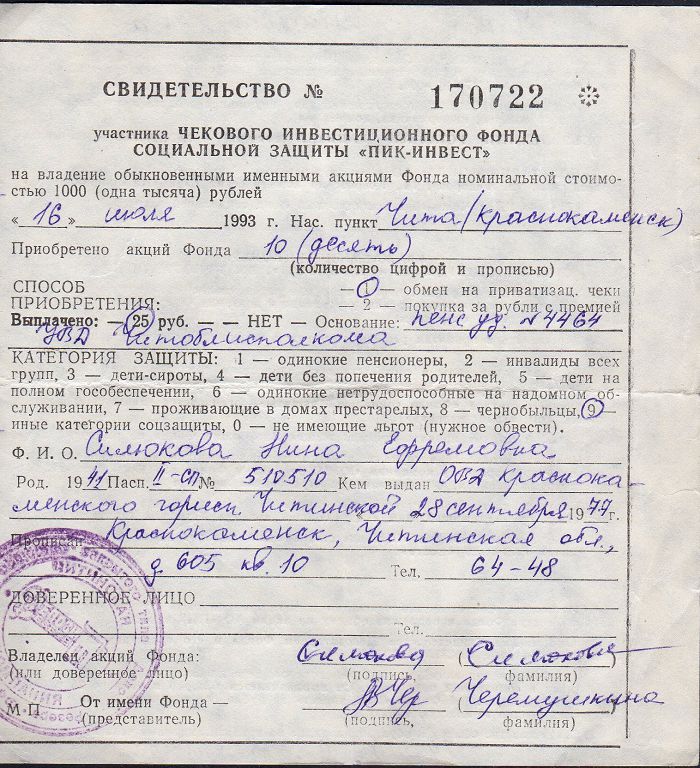 СВИДЕТЕЛЬСТВО № 170722
участника ЧЕКОВОГО ИНВЕСТИЦИОННОГО ФОНДА
СОЦИАЛЬНОЙ ЗАЩИТЫ «ПИК-ИНВЕСТ»
на владение обыкновенными именными акциями Фонда номинальной стоимо-
стью 1000 (одна тысяча) рублей
«16» июля 1993 г. Нас. пункт Чита/Краснокаменск)
Приобретено акций Фонда 10 (десять)
(количество цифрой и прописью)
СПОСОБ — 1 — обмен на приватизац. чеки
ПРИОБРЕТЕНИЯ: — 2 — покупка за рубли с премией
Выплачено: — 25 руб. — — НЕТ — Основание: пенс уд. №4464
УВД Читоблисполкома
КАТЕГОРИЯ ЗАЩИТЫ: 1 — одинокие пенсионеры, 2 — инвалиды всех
групп, 3 — дети-сироты, 4 — дети без попечения родителей, 5 — дети на
полном гособеспечении, 6 — одинокие нетрудоспособные на надомном об-
служивании, 7 — проживающие в домах престарелых, 8 — чернобыльцы, 9 —
иные категории соцзащиты, 0 — не имеющие льгот (нужное обвести).
Ф. И. О. Силюкова Нина Ефремовна
Род. 1941 Пасп. II-СП № 510510 Кем выдан ОВД Краснока-
менского горисп Читинской «28 сентября 1977 г.
Прописан Краснокаменск, Читинская обл.,
д 605 кв. 10 Тел. 64-48
ДОВЕРЕННОЕ ЛИЦО
Тел.
Владелец акций Фонда: Силюкова (Силюкова
(или доверенное лицо) (подпись, фамилия)
М П От имени Фонда — Чер (Черемушкина
(представитель) (подпись, фамилия)
ЧИТИНСКАЯ